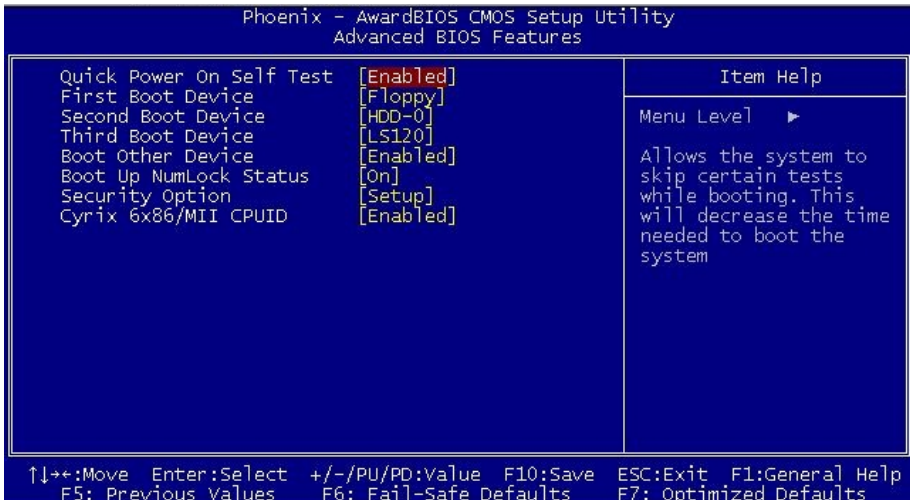 Phoenix - AwardBIOS CMOS Setup Utility
Advanced BIOS Features
Quick Power On Self Test [Enabled]
First Boot Device [Floppy]
Second Boot Device [HDD-0]
Third Boot Device [LS120]
Boot Other Device [Enabled]
Boot Up NumLock Status [On]
Security Option [Setup]
Cyrix 6x86/MII CPUID [Enabled]
Item Help
Menu Level ►
Allows the system to
skip certain tests
while booting. This
will decrease the time
needed to boot the
system
↑↓→←:Move Enter:Select +/-/PU/PD:Value F10:Save ESC:Exit F1:General Help
F5: Previous Values F6: Fail-Safe Defaults F7: Optimized Defaults